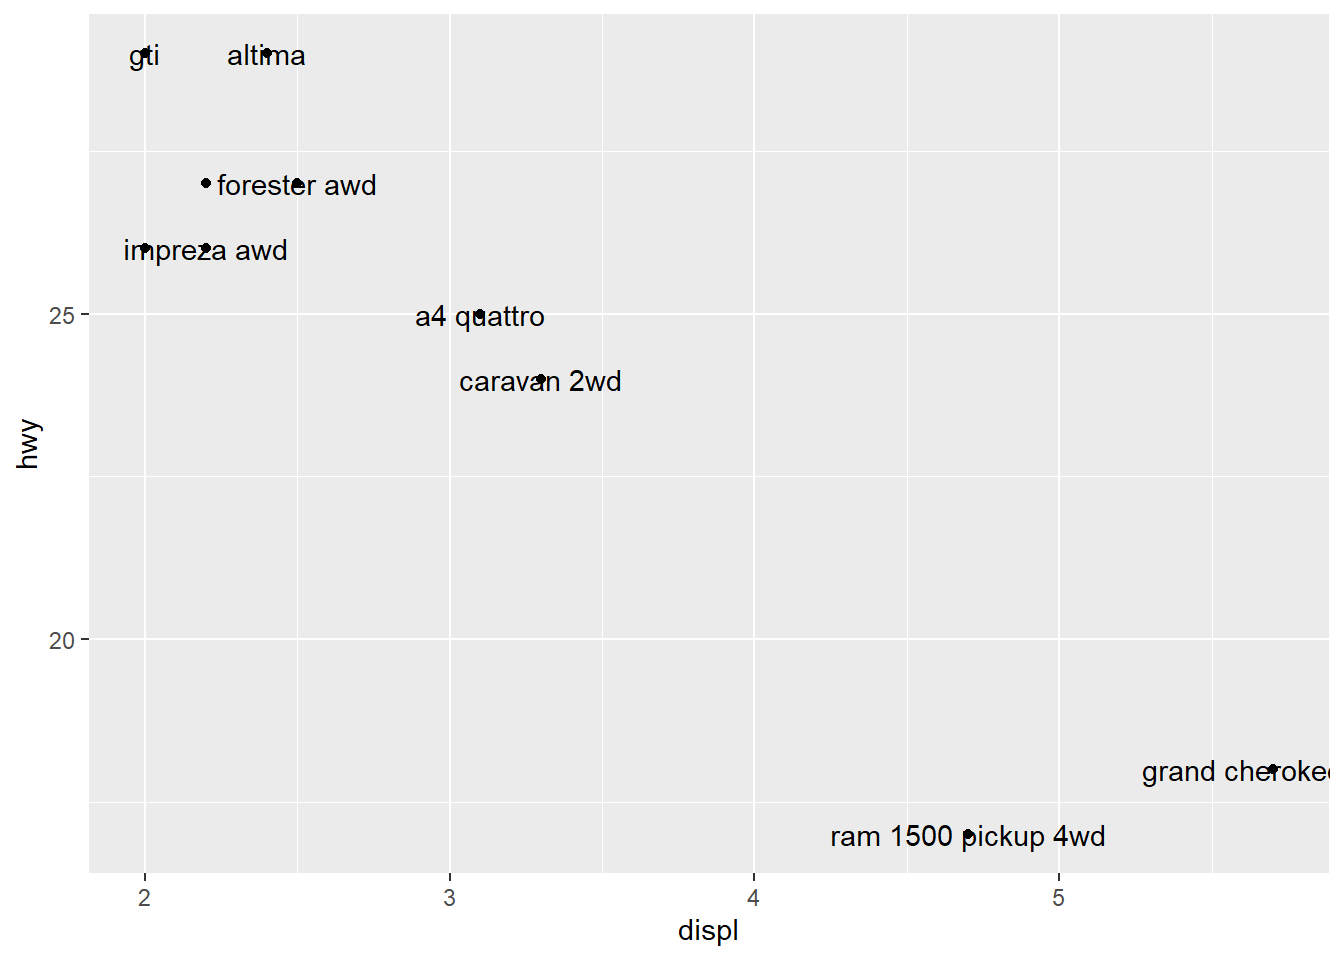 gti altima
forester awd
impreza awd
25
a4 quattro
caravan 2wd
hwy
20
grand cherokee
ram 1500 pickup 4wd
2 3 4 5
displ